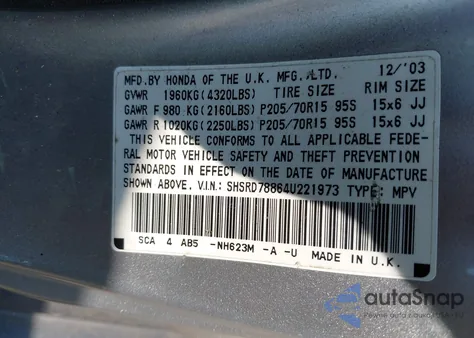 MFD. BY HONDA OF THE U.K. MFG.,LTD. 12/'03
GVWR 1960KG(4320LBS) TIRE SIZE RIM SIZE
GAWR F 980 KG(2160LBS) P205/70R15 95S 15x6 JJ
GAWR R 1020KG(2250LBS) P205/70R15 95S 15x6 JJ
THIS VEHICLE CONFORMS TO ALL APPLICABLE FEDE-
RAL MOTOR VEHICLE SAFETY AND THEFT PREVENTION
STANDARDS IN EFFECT ON THE DATE OF MANUFACTURE
SHOWN ABOVE. V.I.N: SHSRD78864U221973 TYPE: MPV
SCA 4 AB5 -NH623M -A -U MADE IN U.K.
autoSnap